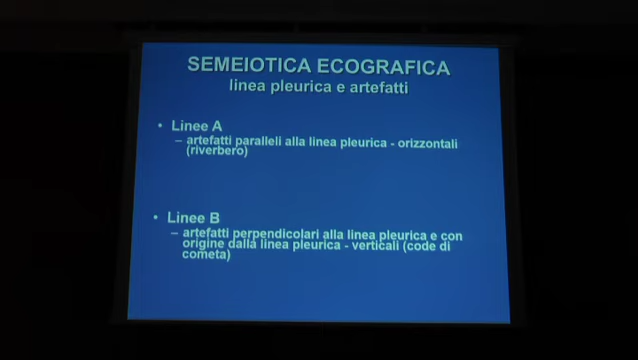 SEMEIOTICA ECOGRAFICA
linea pleurica e artefatti
• Linee A
– artefatti paralleli alla linea pleurica - orizzontali
(riverbero)
• Linee B
– artefatti perpendicolari alla linea pleurica e con
origine dalla linea pleurica - verticali (code di
cometa)